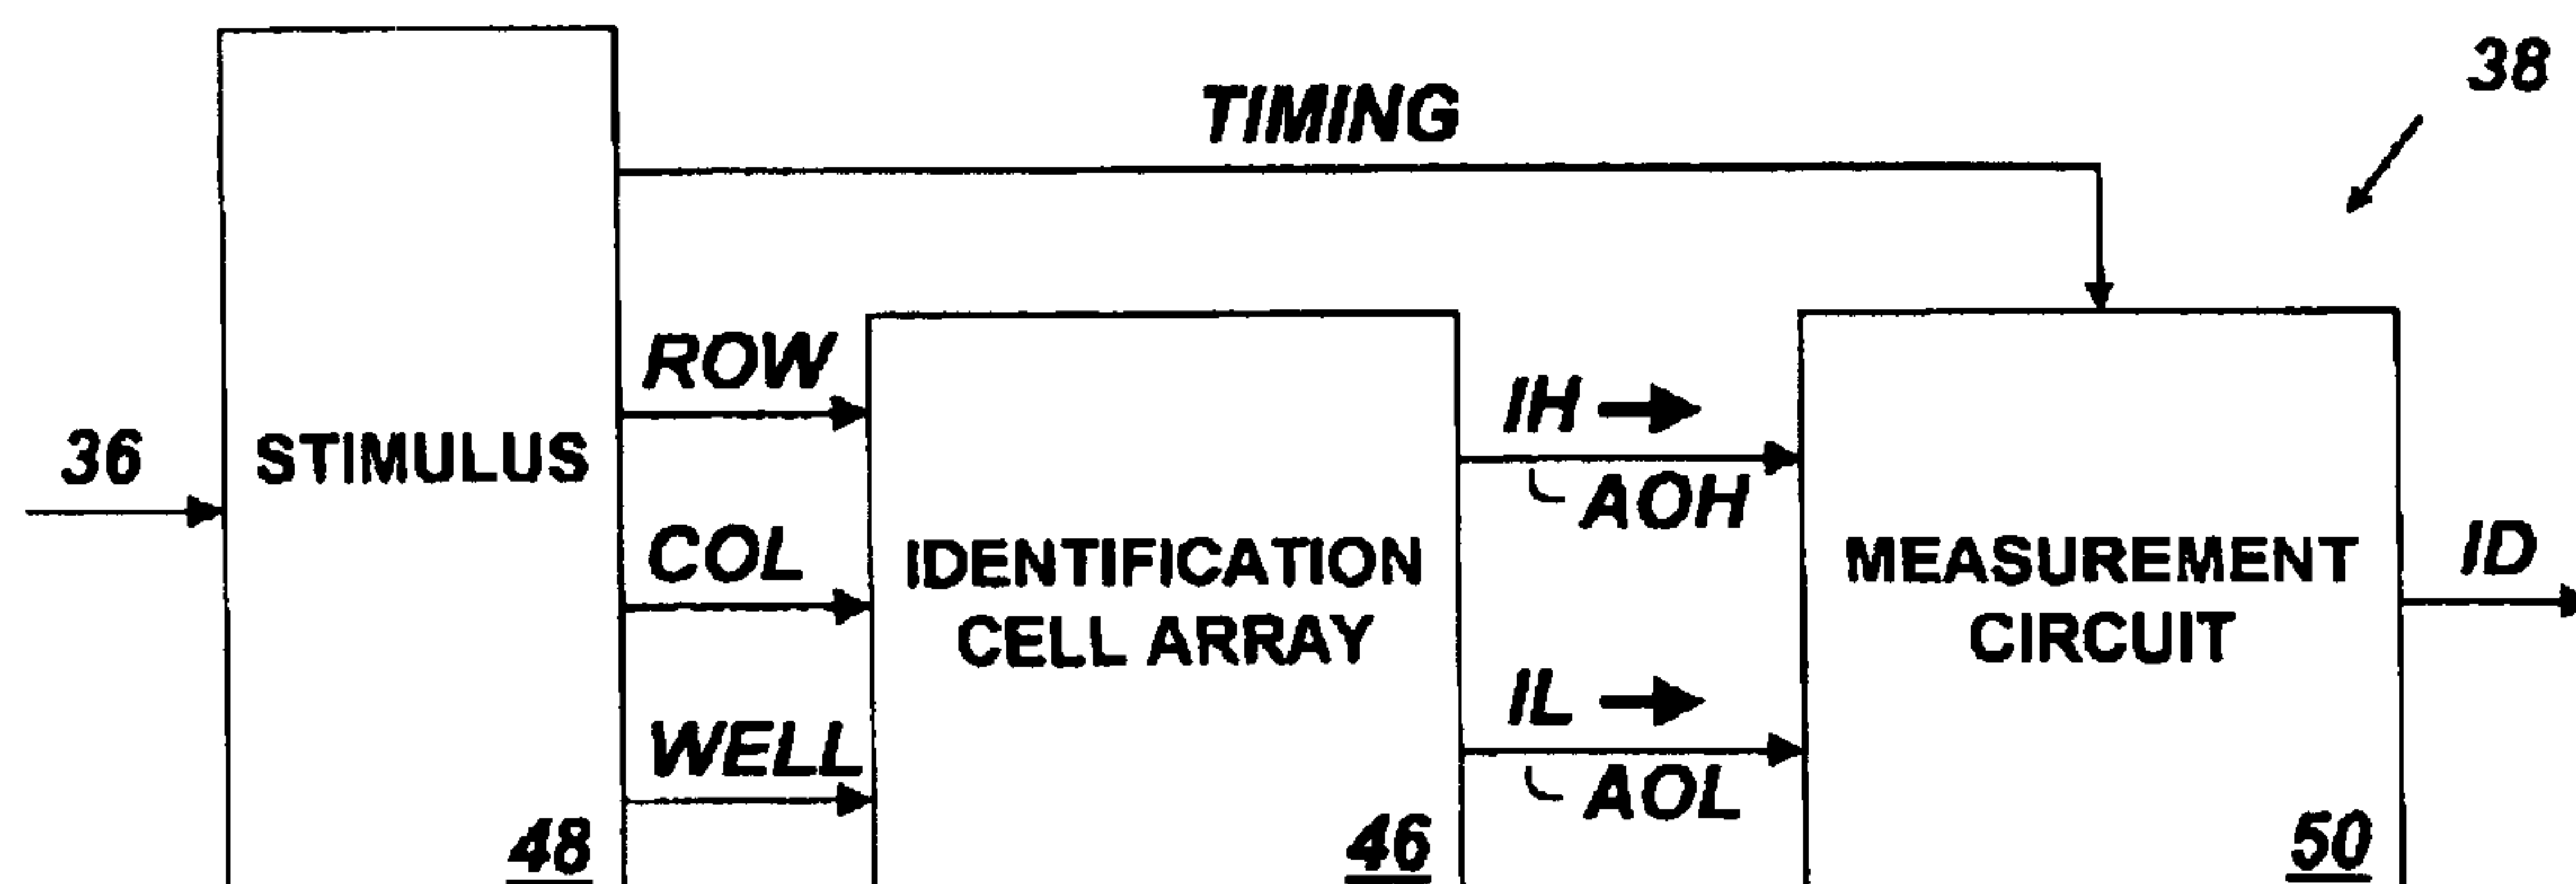 38
TIMING
ROW
IH
36
STIMULUS
AOH
COL
IDENTIFICATION
CELL ARRAY
MEASUREMENT
CIRCUIT
ID
WELL
IL
AOL
48
46
50